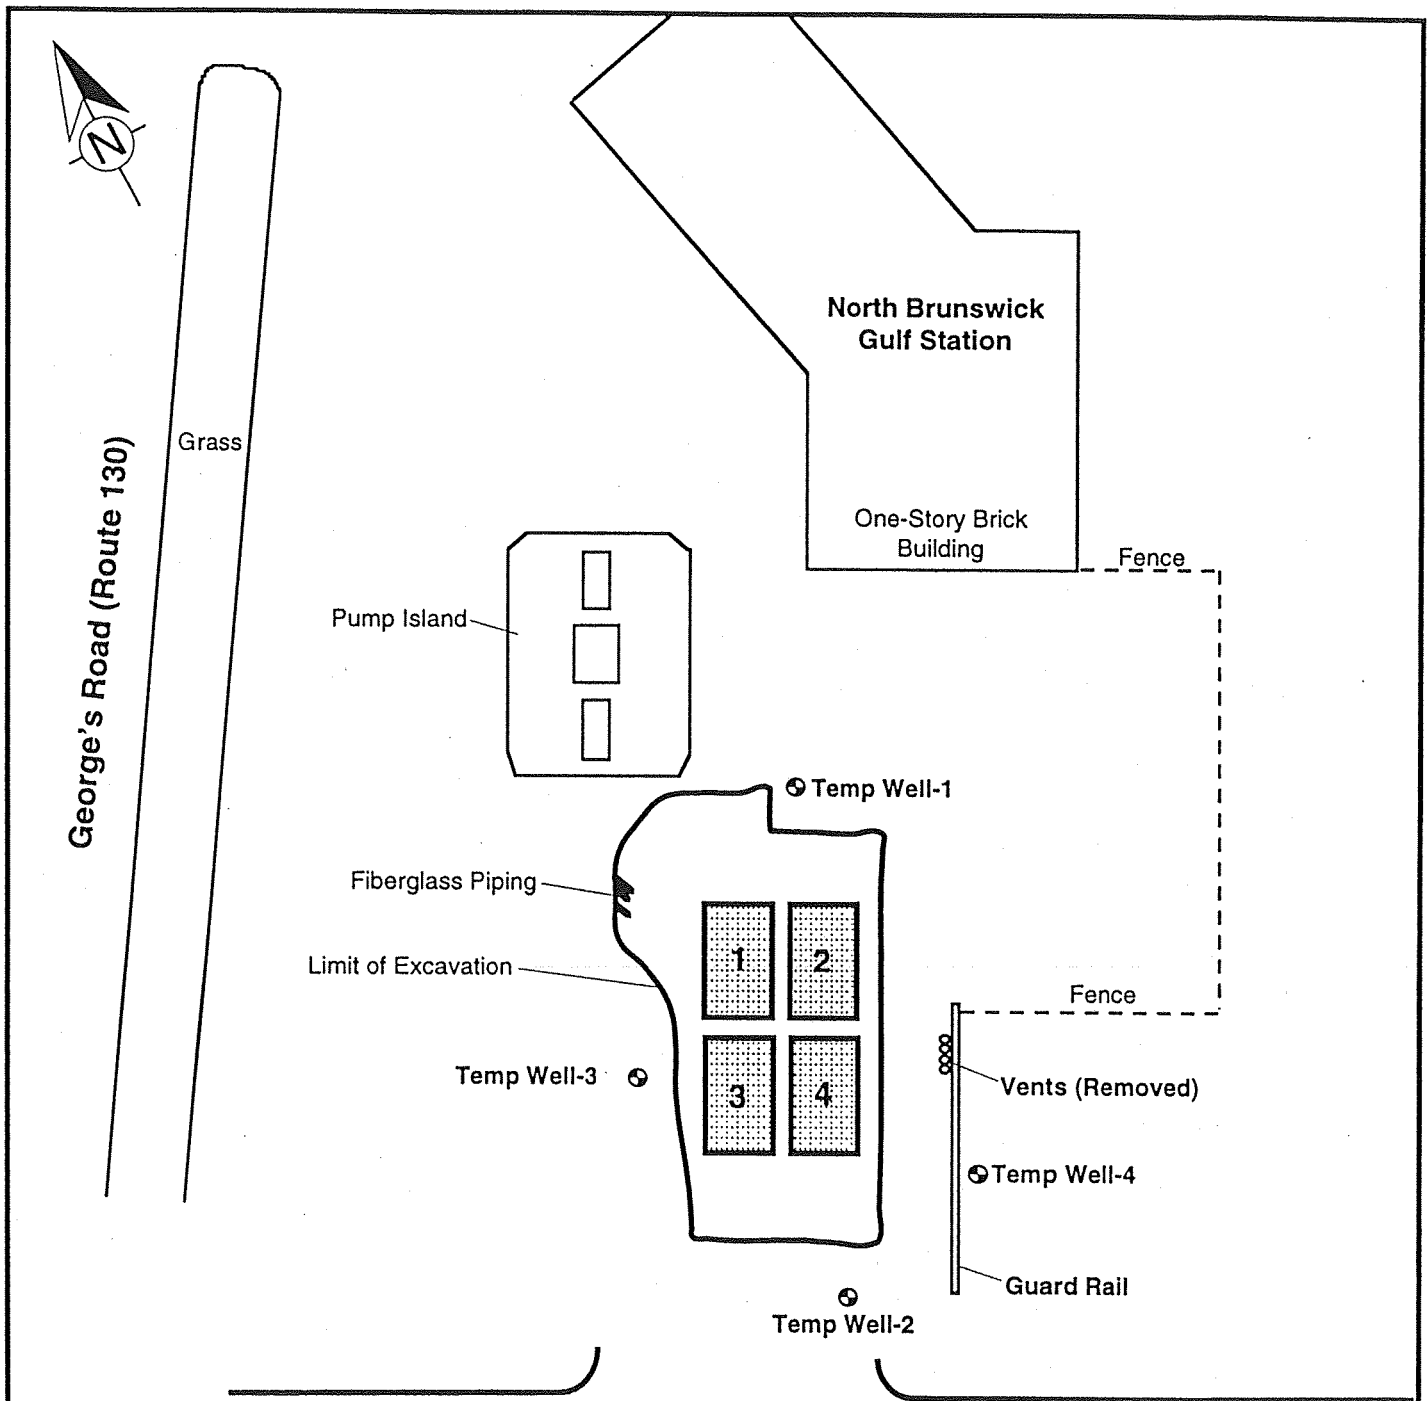 N
North Brunswick
Gulf Station
Grass
George's Road (Route 130)
One-Story Brick
Building
Fence
Pump Island
Temp Well-1
Fiberglass Piping
1
2
Limit of Excavation
Fence
Temp Well-3
3
4
Vents (Removed)
Temp Well-4
Guard Rail
Temp Well-2